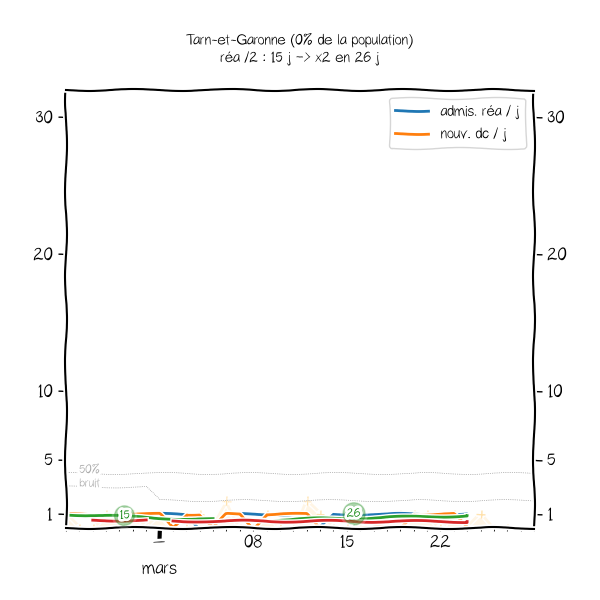 Tarn-et-Garonne (0% de la population)
réa /2 : 15 j -> x2 en 26 j
admis. réa / j
nouv. dc / j
30
30
20
20
10
10
5
5
50%
bruit
1
15
26
1
1
08
15
22
mars